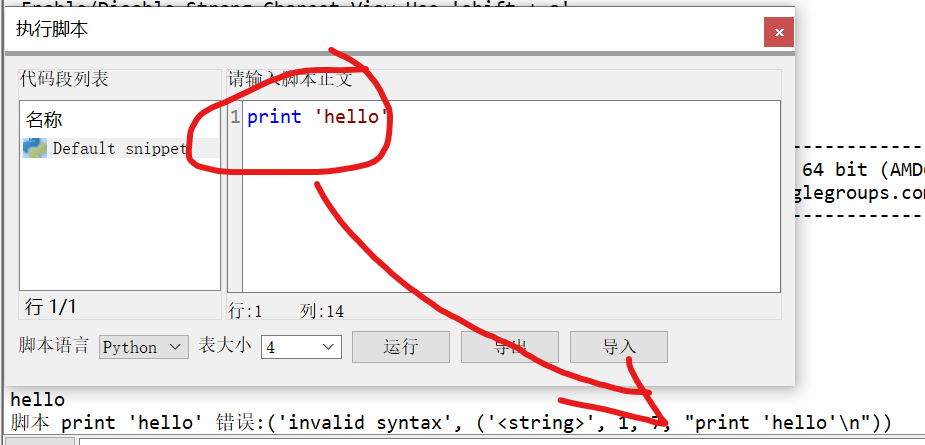 Enable/Disable Strong Charset View Use 'shift + a'
执行脚本
代码段列表
请输入脚本正文
名称
1 print 'hello'
Default snippet
64 bit (AMD
glegroups.com
行 1/1
行:1 列:14
脚本语言 Python 表大小 4 运行 导出 导入
hello
脚本 print 'hello' 错误:('invalid syntax', ('<string>', 1, 7, "print 'hello'\n"))